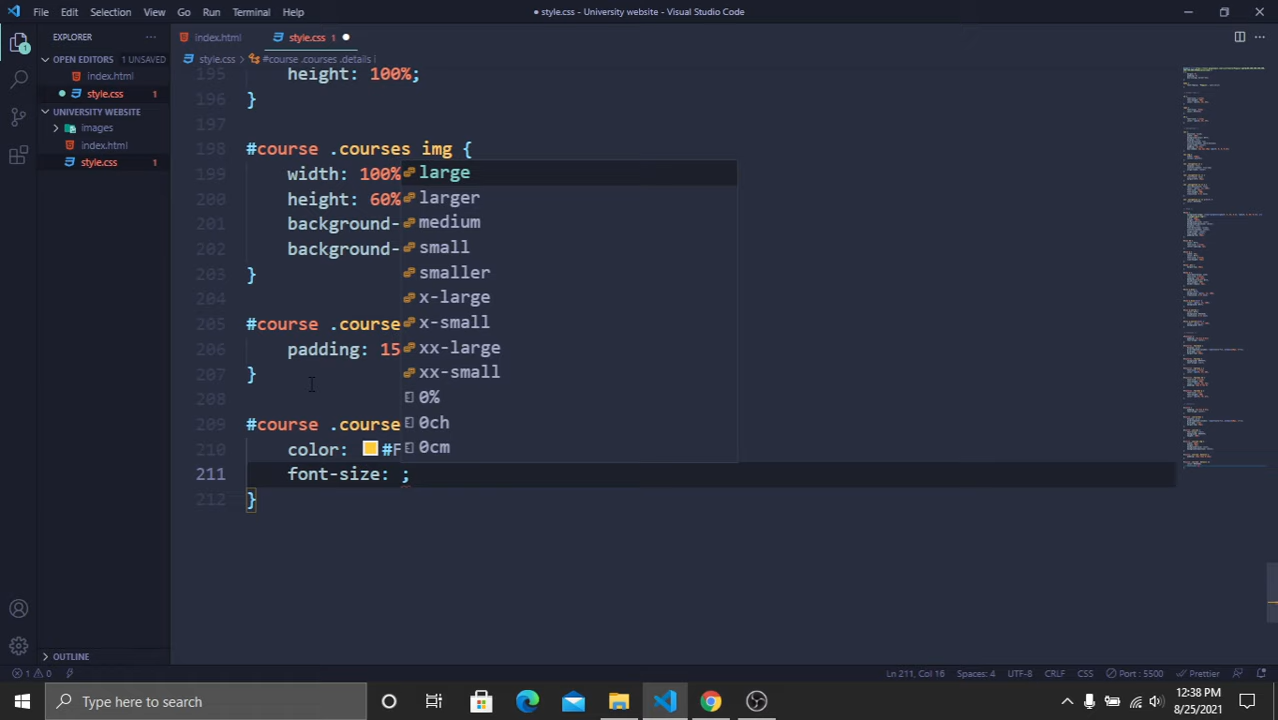 File Edit Selection View Go Run Terminal Help
● style.css - University website - Visual Studio Code
EXPLORER ...
OPEN EDITORS 1 UNSAVED
index.html
style.css 1
UNIVERSITY WEBSITE
images
index.html
style.css 1
OUTLINE
index.html style.css 1
style.css > #course .courses .details i
195 height: 100%;
196 }
197
198 #course .courses img {
199 width: 100%
200 height: 60%
201 background-
202 background-
203 }
204
205 #course .course
206 padding: 15
207 }
208
209 #course .course
210 color: #F
211 font-size: ;
212 }
large
larger
medium
small
smaller
x-large
x-small
xx-large
xx-small
0%
0ch
0cm
1 0 Ln 211, Col 16 Spaces: 4 UTF-8 CRLF CSS Port : 5500 Prettier
Type here to search
12:38 PM
8/25/2021